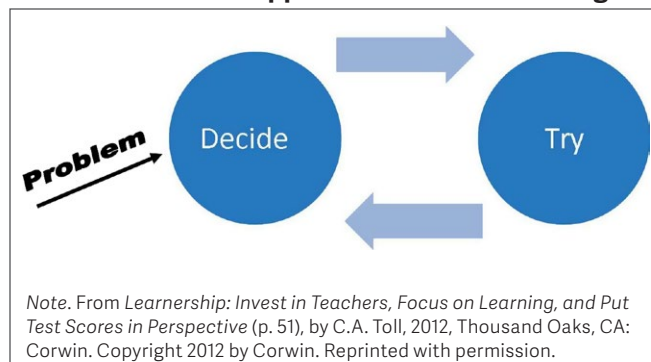 Decide
Try
Problem
Note. From Learnership: Invest in Teachers, Focus on Learning, and Put
Test Scores in Perspective (p. 51), by C.A. Toll, 2012, Thousand Oaks, CA:
Corwin. Copyright 2012 by Corwin. Reprinted with permission.